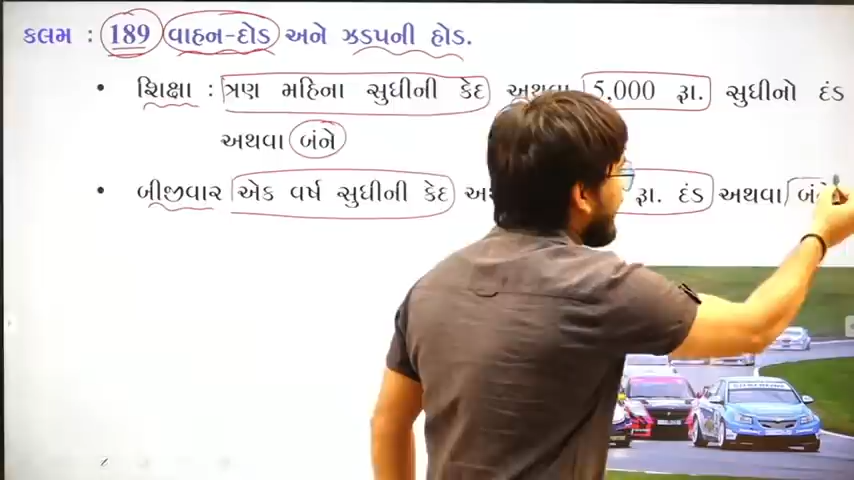 કલમ : 189 વાહન-દોડ અને ઝડપની હોડ.
• શિક્ષા : ત્રણ મહિના સુધીની કેદ અથવા 5,000 રૂા. સુધીનો દંડ
અથવા બંને
• બીજીવાર એક વર્ષ સુધીની કેદ રૂા. દંડ અથવા